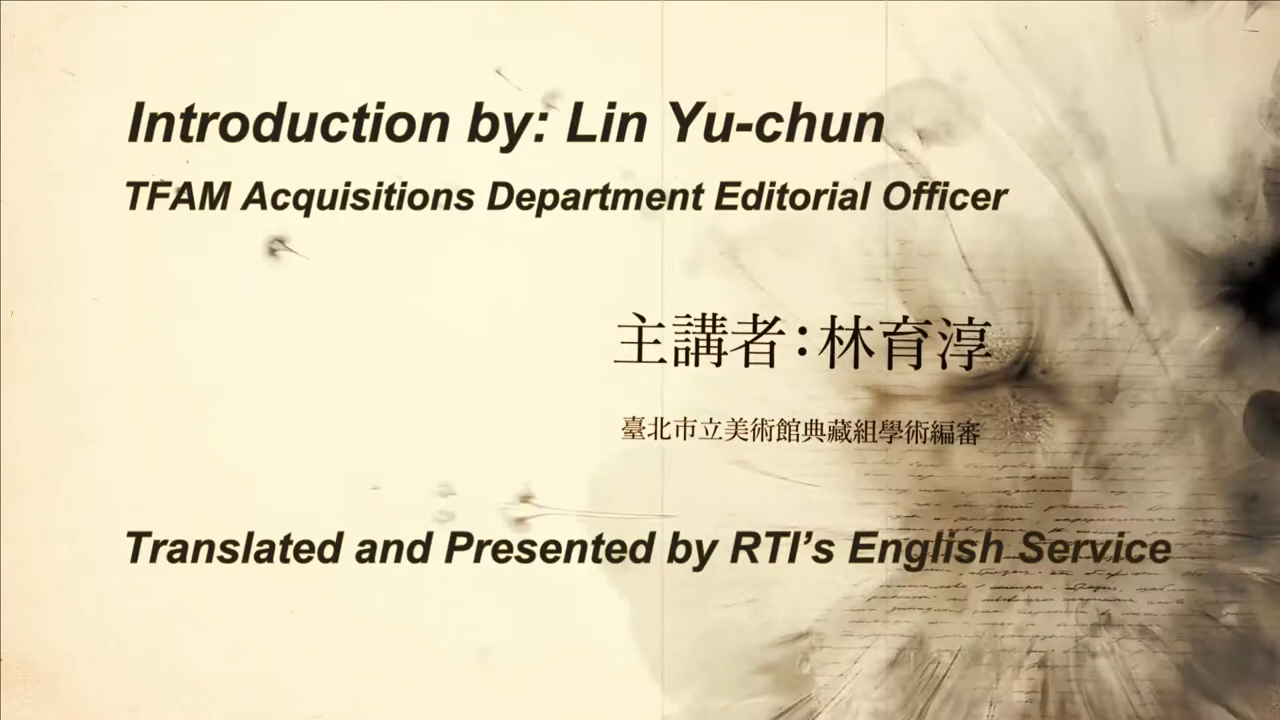 Introduction by: Lin Yu-chun
TFAM Acquisitions Department Editorial Officer
主講者：林育淳
臺北市立美術館典藏組學術編審
Translated and Presented by RTI’s English Service